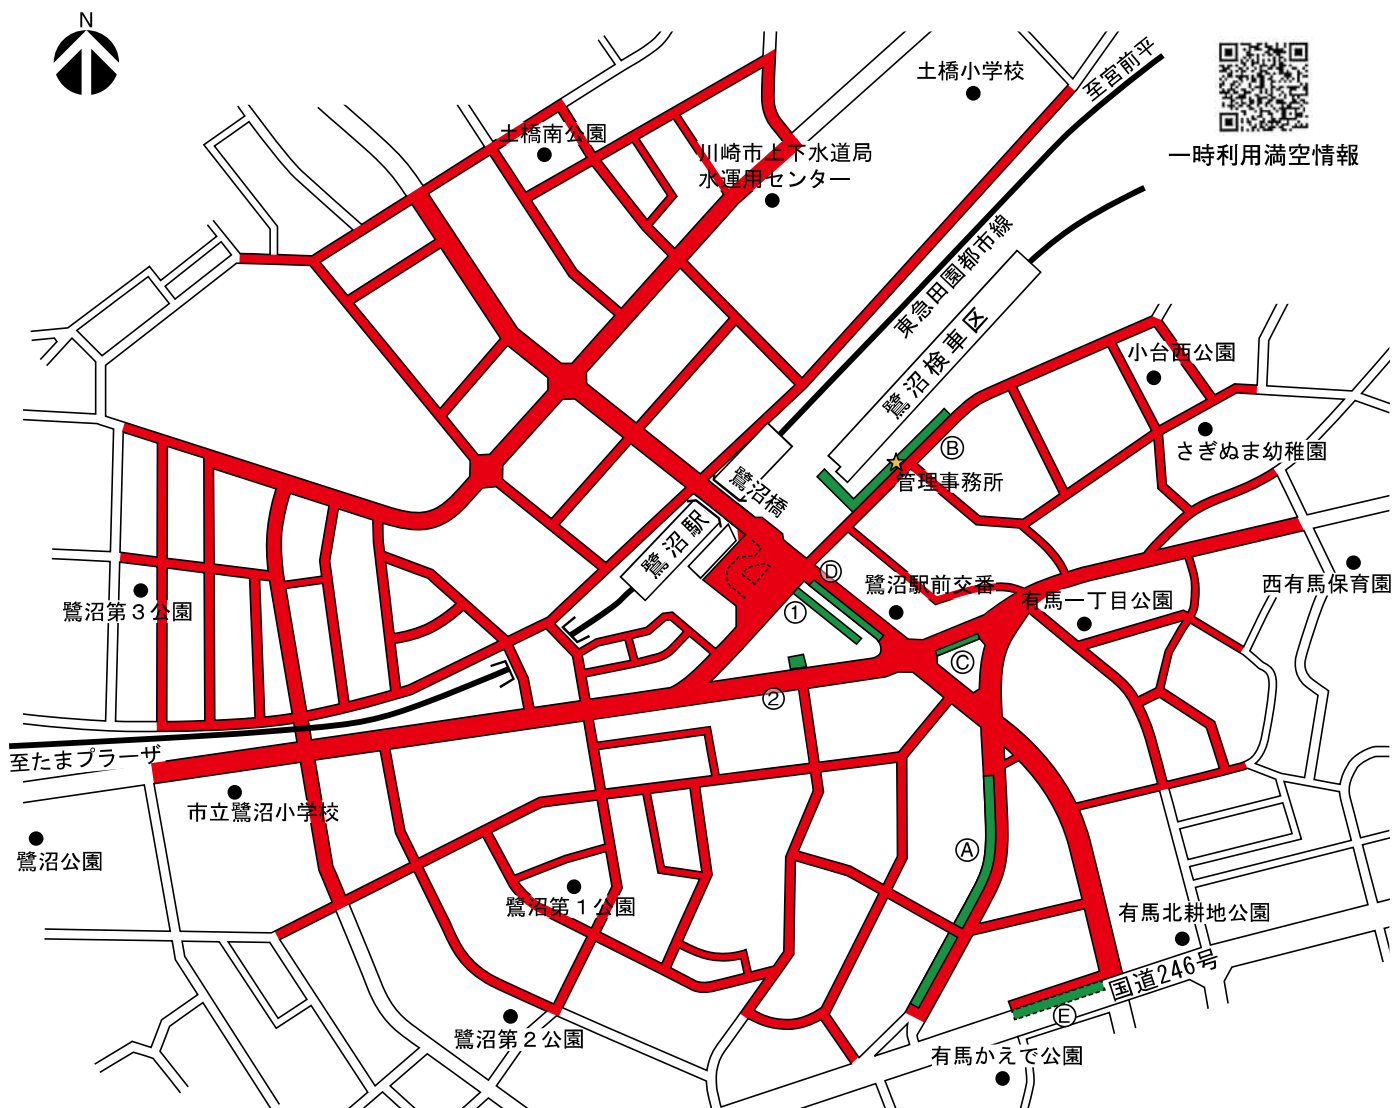 N
土橋小学校
至宮前平
一時利用満空情報
土橋南公園
川崎市上下水道局
水運用センター
東急田園都市線
鷺沼検車区
小台西公園
B
さぎぬま幼稚園
管理事務所
鷺沼橋
鷺沼駅
D
鷺沼駅前交番
有馬一丁目公園
西有馬保育園
鷺沼第3公園
1
C
2
至たまプラーザ
市立鷺沼小学校
鷺沼公園
A
鷺沼第1公園
有馬北耕地公園
国道246号
E
鷺沼第2公園
有馬かえで公園